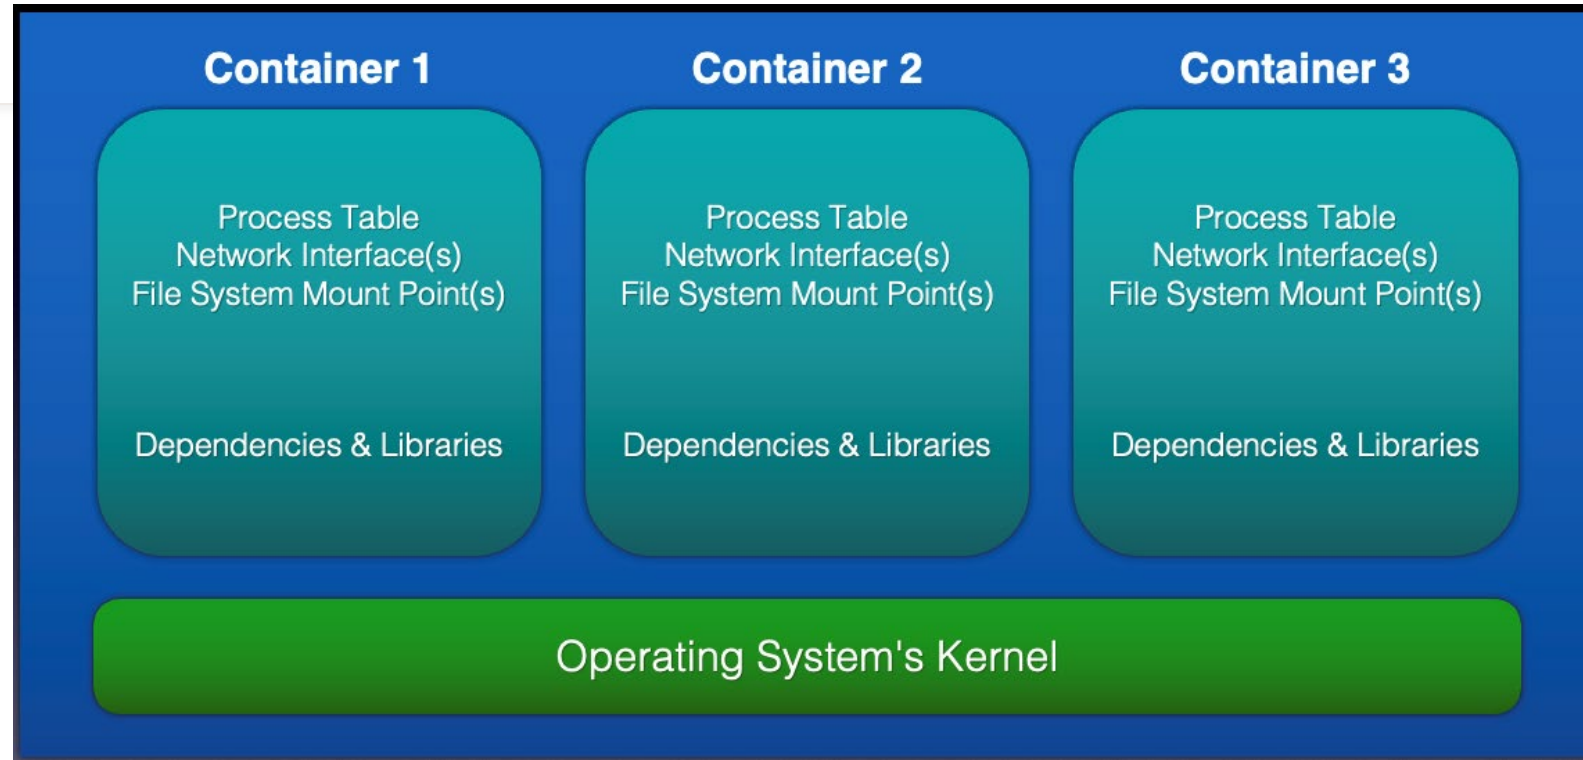 Container 1
Process Table
Network Interface(s)
File System Mount Point(s)
Dependencies & Libraries
Container 2
Process Table
Network Interface(s)
File System Mount Point(s)
Dependencies & Libraries
Container 3
Process Table
Network Interface(s)
File System Mount Point(s)
Dependencies & Libraries
Operating System's Kernel